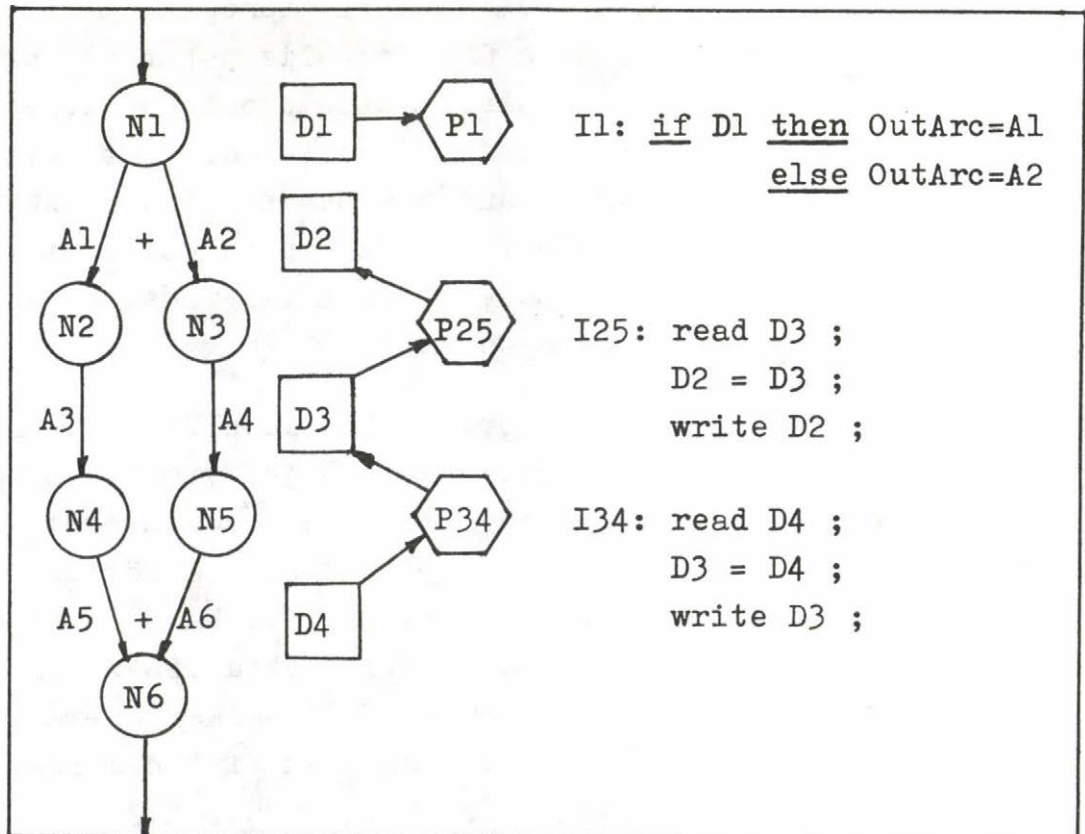 N1
D1
P1
I1: if D1 then OutArc=A1
else OutArc=A2
A1
+
A2
D2
N2
N3
P25
I25: read D3 ;
D2 = D3 ;
write D2 ;
A3
A4
D3
N4
N5
P34
I34: read D4 ;
D3 = D4 ;
write D3 ;
A5
+
A6
D4
N6